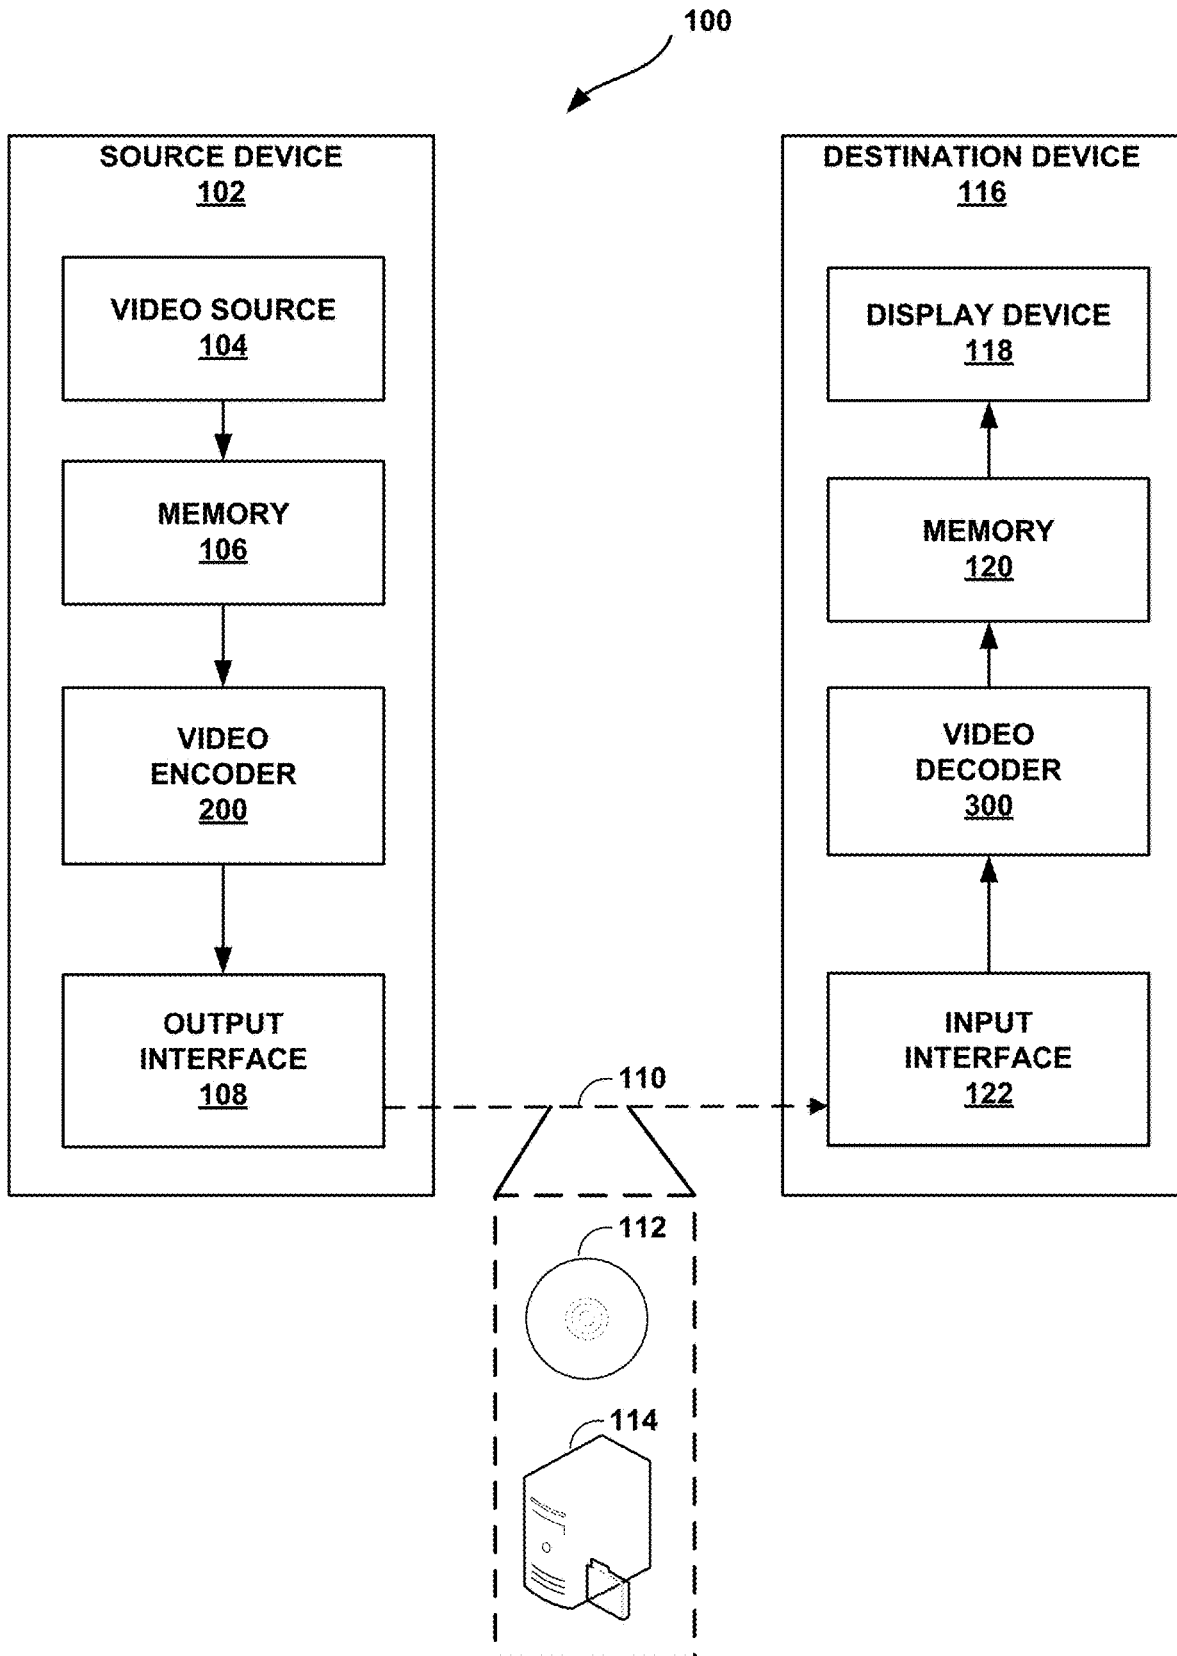 100
SOURCE DEVICE
102
VIDEO SOURCE
104
MEMORY
106
VIDEO
ENCODER
200
OUTPUT
INTERFACE
108
DESTINATION DEVICE
116
DISPLAY DEVICE
118
MEMORY
120
VIDEO
DECODER
300
INPUT
INTERFACE
122
110
112
114